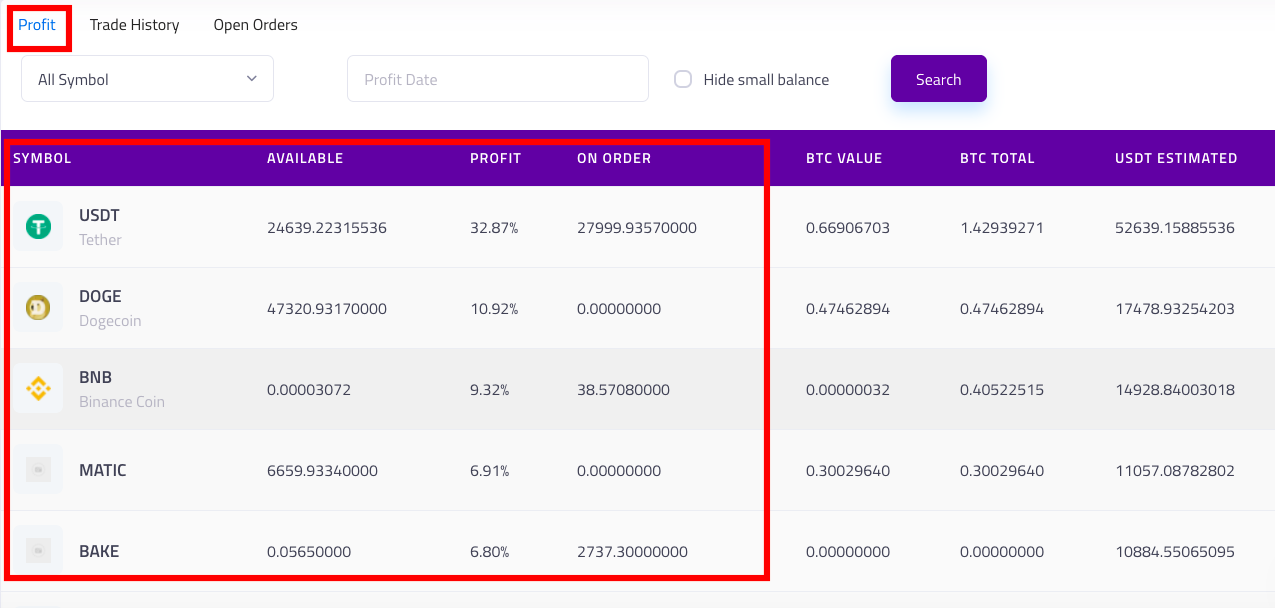 Profit Trade History Open Orders
All Symbol Profit Date Hide small balance Search
SYMBOL AVAILABLE PROFIT ON ORDER BTC VALUE BTC TOTAL USDT ESTIMATED
USDT
Tether
24639.22315536 32.87% 27999.93570000 0.66906703 1.42939271 52639.15885536
DOGE
Dogecoin
47320.93170000 10.92% 0.00000000 0.47462894 0.47462894 17478.93254203
BNB
Binance Coin
0.00003072 9.32% 38.57080000 0.00000032 0.40522515 14928.84003018
MATIC 6659.93340000 6.91% 0.00000000 0.30029640 0.30029640 11057.08782802
BAKE 0.05650000 6.80% 2737.30000000 0.00000000 0.00000000 10884.55065095